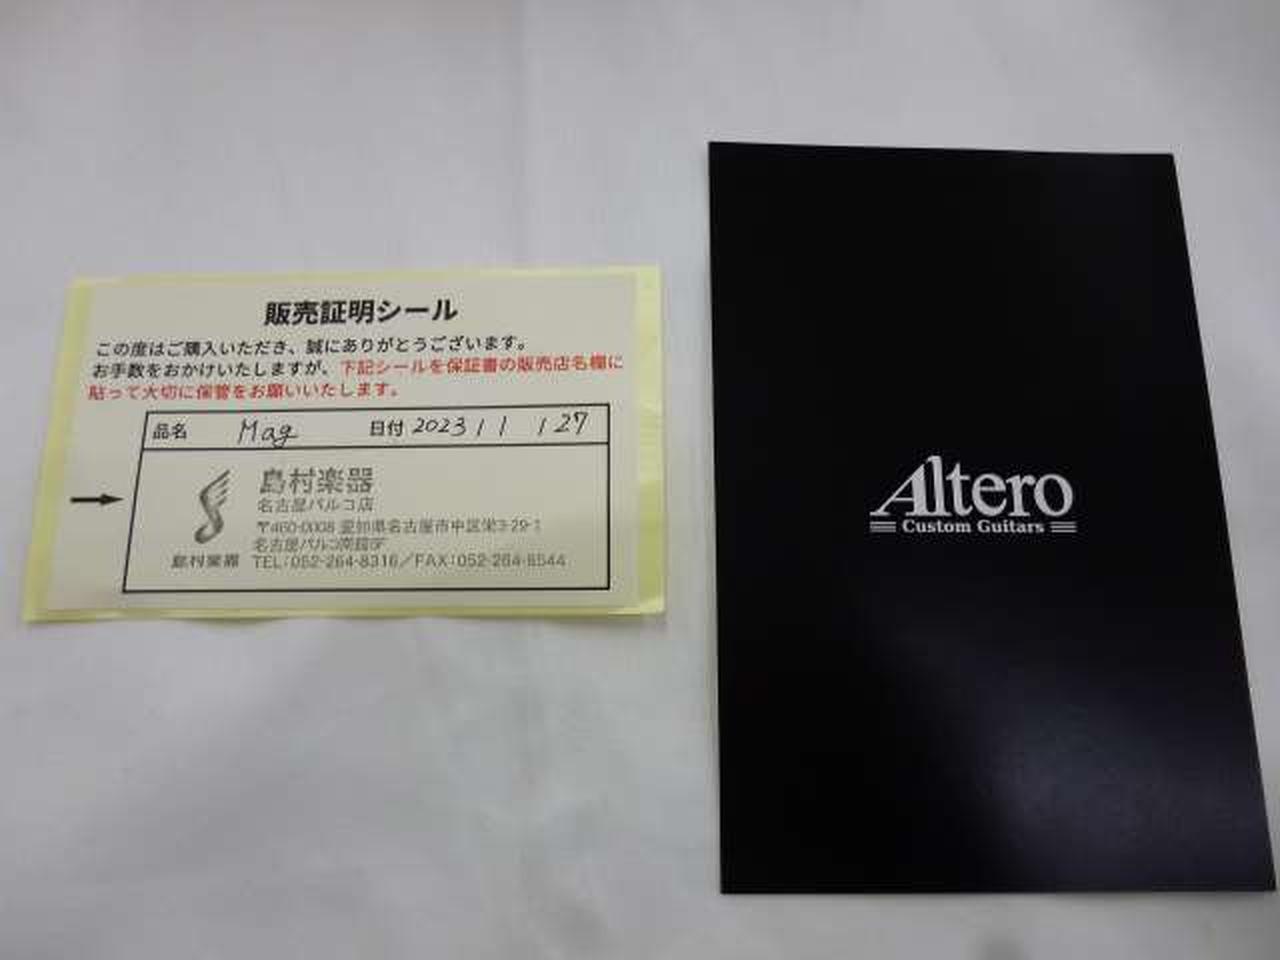 販売証明シール
この度はご購入いただき、誠にありがとうございます。
お手数をおかけいたしますが、下記シールを保証書の販売店名欄に
貼って大切に保管をお願いいたします。
品名 Mag 日付 2023 / 1 / 27
島村楽器
名古屋パルコ店
〒460-0008 愛知県名古屋市中区栄3-29-1
名古屋パルコ南館6F
島村楽器 TEL:052-264-8316／FAX:052-264-8544
Altero
Custom Guitars